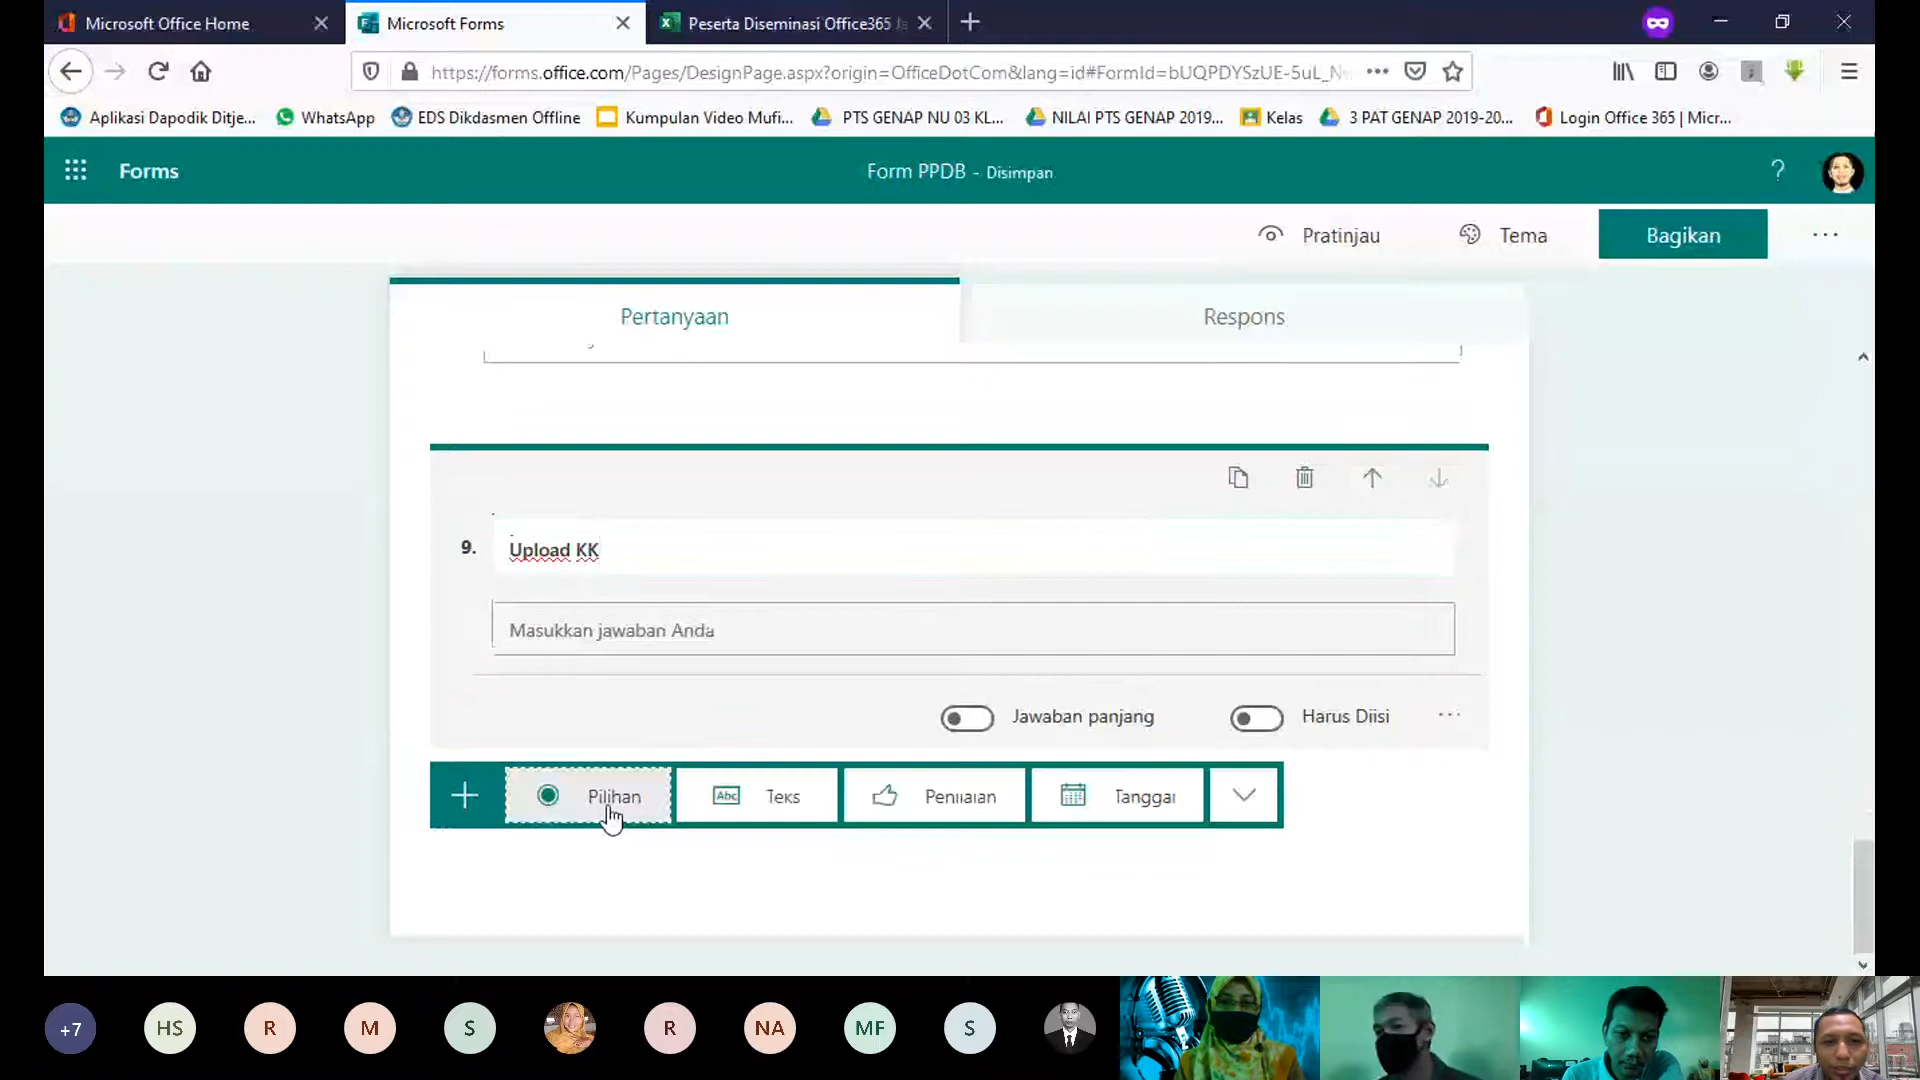 Microsoft Office Home
Microsoft Forms
Peserta Diseminasi Office365
https://forms.office.com/Pages/DesignPage.aspx?origin=OfficeDotCom&lang=id#FormId=bUQPDYSzUE-5uL_N
Aplikasi Dapodik Ditje...
WhatsApp
EDS Dikdasmen Offline
Kumpulan Video Mufi...
PTS GENAP NU 03 KL...
NILAI PTS GENAP 2019...
Kelas
3 PAT GENAP 2019-20...
Login Office 365 | Micr...
Forms
Form PPDB - Disimpan
?
Pratinjau
Tema
Bagikan
Pertanyaan
Respons
9.
Upload KK
Masukkan jawaban Anda
Jawaban panjang
Harus Diisi
Pilihan
Abc
Teks
Penilaian
Tanggal
+7
HS
R
M
S
R
NA
MF
S